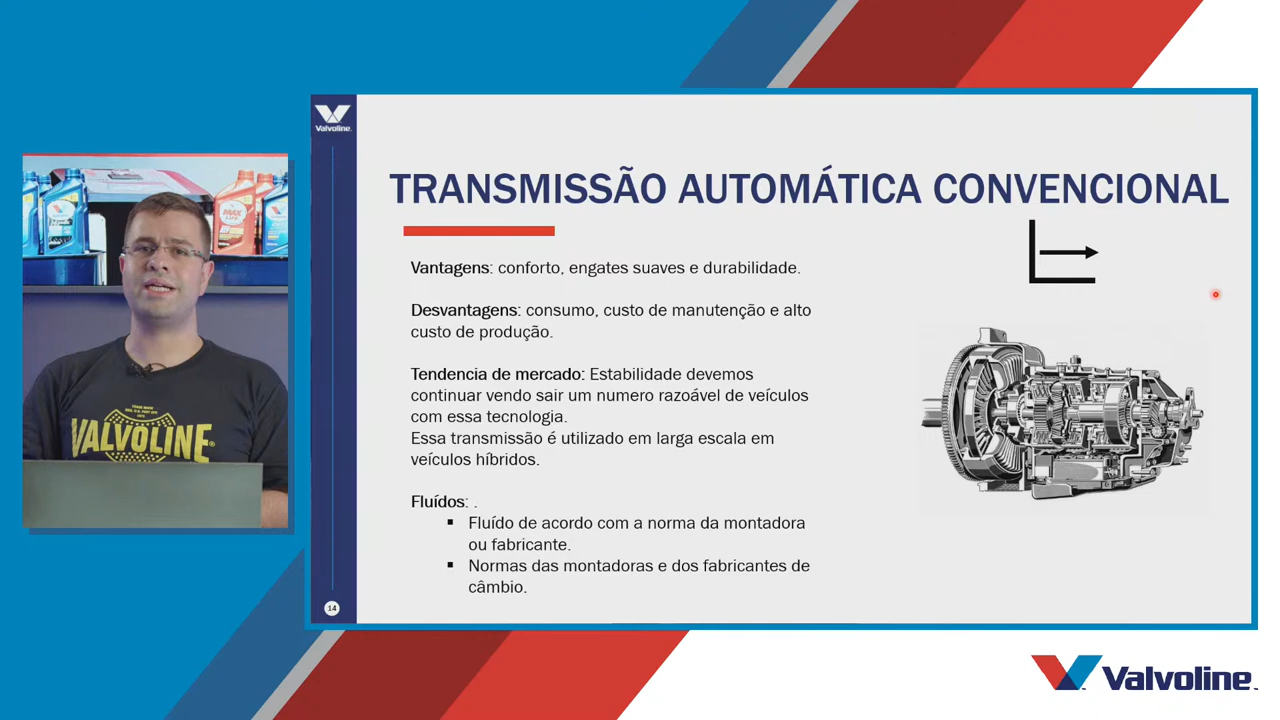 Valvoline.
TRANSMISSÃO AUTOMÁTICA CONVENCIONAL
Vantagens: conforto, engates suaves e durabilidade.
Desvantagens: consumo, custo de manutenção e alto
custo de produção.
Tendencia de mercado: Estabilidade devemos
continuar vendo sair um numero razoável de veículos
com essa tecnologia.
Essa transmissão é utilizado em larga escala em
veículos híbridos.
Fluídos: .
▪ Fluído de acordo com a norma da montadora
ou fabricante.
▪ Normas das montadoras e dos fabricantes de
câmbio.
14
MAX
LIFE
VALVOLINE
Valvoline